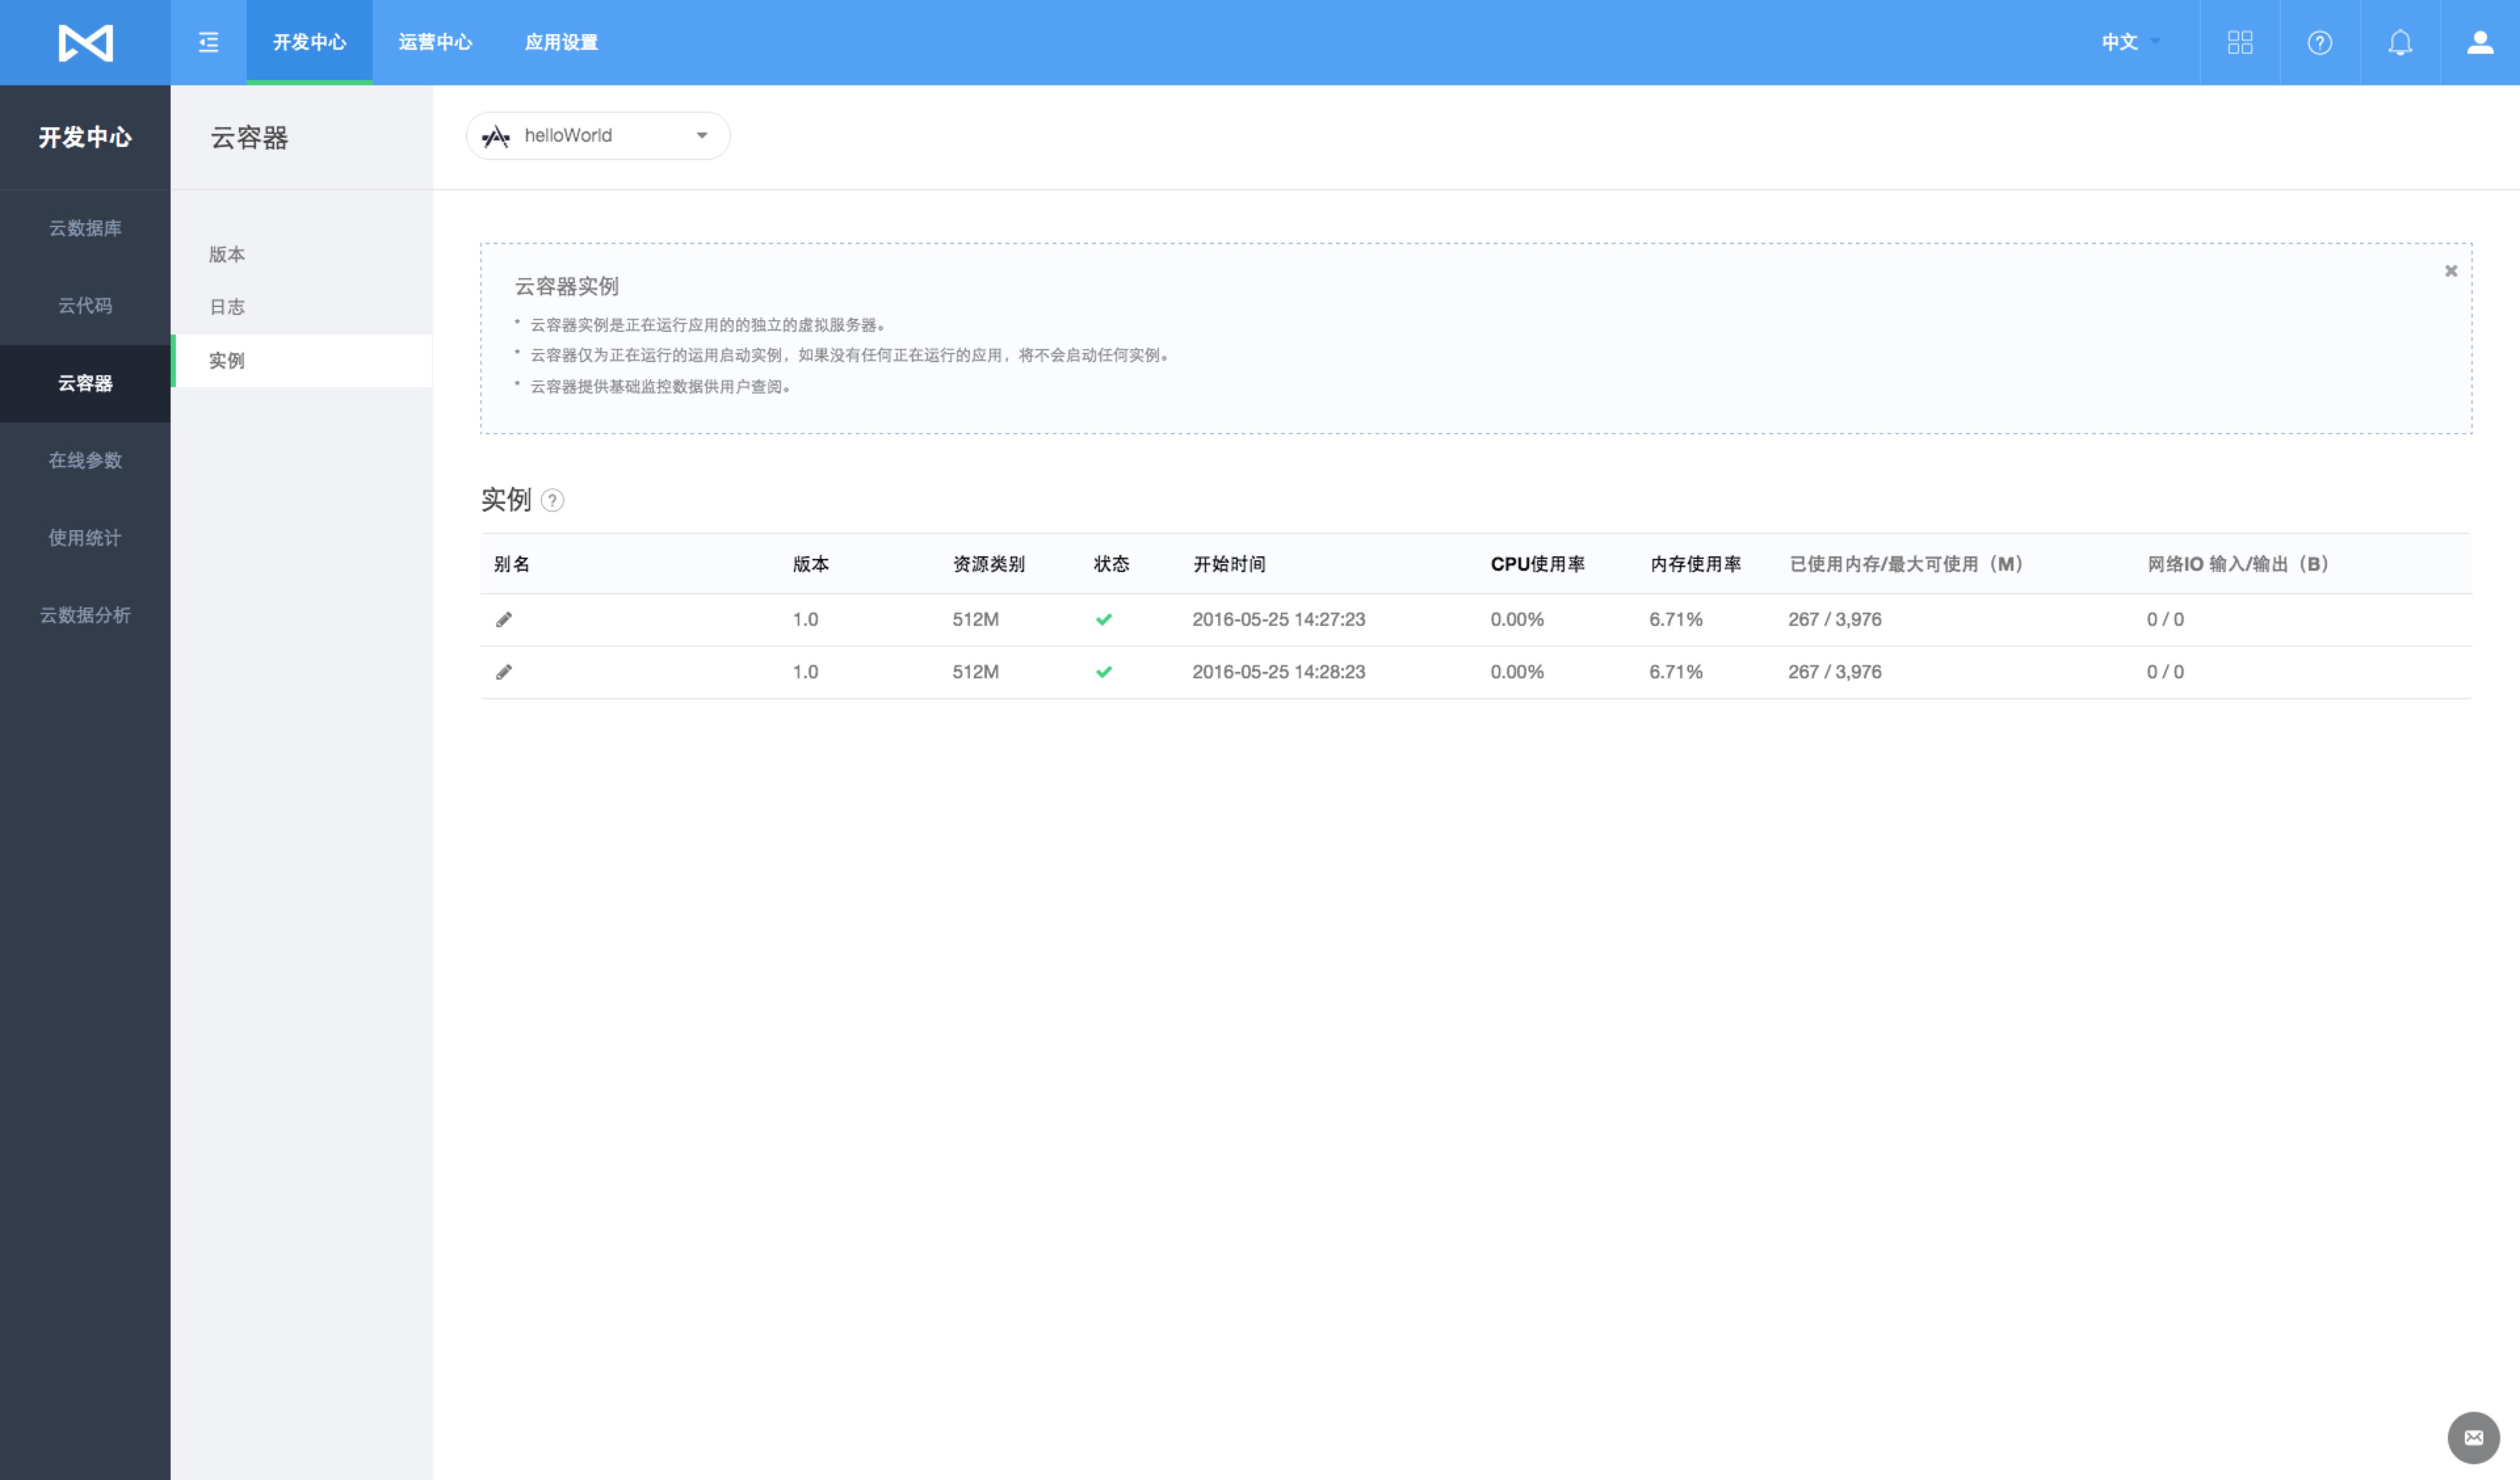 开发中心 运营中心 应用设置 中文
开发中心
云数据库
云代码
云容器
在线参数
使用统计
云数据分析
云容器
版本
日志
实例
helloWorld
云容器实例
* 云容器实例是正在运行应用的的独立的虚拟服务器。
* 云容器仅为正在运行的运用启动实例，如果没有任何正在运行的应用，将不会启动任何实例。
* 云容器提供基础监控数据供用户查阅。
实例 ?
别名 版本 资源类别 状态 开始时间 CPU使用率 内存使用率 已使用内存/最大可使用（M） 网络IO 输入/输出（B）
1.0 512M 2016-05-25 14:27:23 0.00% 6.71% 267 / 3,976 0 / 0
1.0 512M 2016-05-25 14:28:23 0.00% 6.71% 267 / 3,976 0 / 0